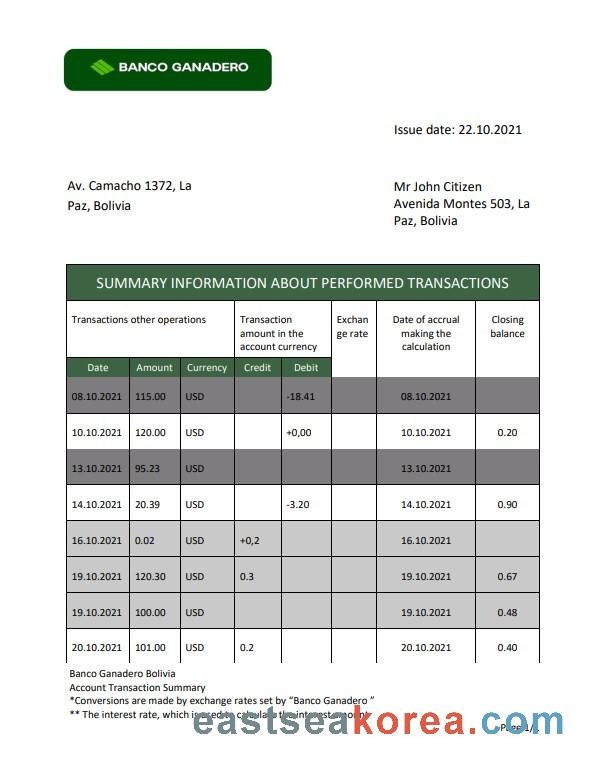 BANCO GANADERO
Issue date: 22.10.2021
Av. Camacho 1372, La
Paz, Bolivia
Mr John Citizen
Avenida Montes 503, La
Paz, Bolivia
SUMMARY INFORMATION ABOUT PERFORMED TRANSACTIONS
Transactions other operations
Transaction
amount in the
account currency
Exchan
ge rate
Date of accrual
making the
calculation
Closing
balance
Date Amount Currency Credit Debit
08.10.2021 115.00 USD -18.41 08.10.2021
10.10.2021 120.00 USD +0,00 10.10.2021 0.20
13.10.2021 95.23 USD 13.10.2021
14.10.2021 20.39 USD -3.20 14.10.2021 0.90
16.10.2021 0.02 USD +0,2 16.10.2021
19.10.2021 120.30 USD 0.3 19.10.2021 0.67
19.10.2021 100.00 USD 19.10.2021 0.48
20.10.2021 101.00 USD 0.2 20.10.2021 0.40
Banco Ganadero Bolivia
Account Transaction Summary
*Conversions are made by exchange rates set by “Banco Ganadero ”
** The interest rate, which is used to calculate the interest amount
eastseakorea.com
Page 1/